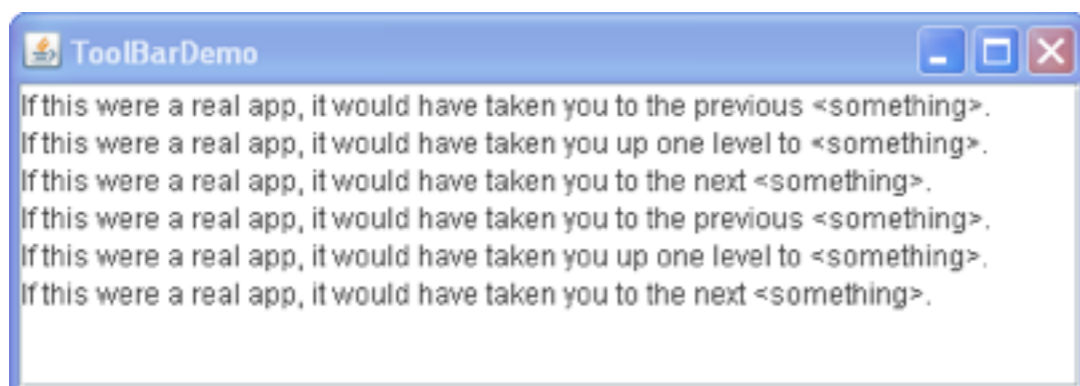 ToolBarDemo
If this were a real app, it would have taken you to the previous <something>.
If this were a real app, it would have taken you up one level to <something>.
If this were a real app, it would have taken you to the next <something>.
If this were a real app, it would have taken you to the previous <something>.
If this were a real app, it would have taken you up one level to <something>.
If this were a real app, it would have taken you to the next <something>.